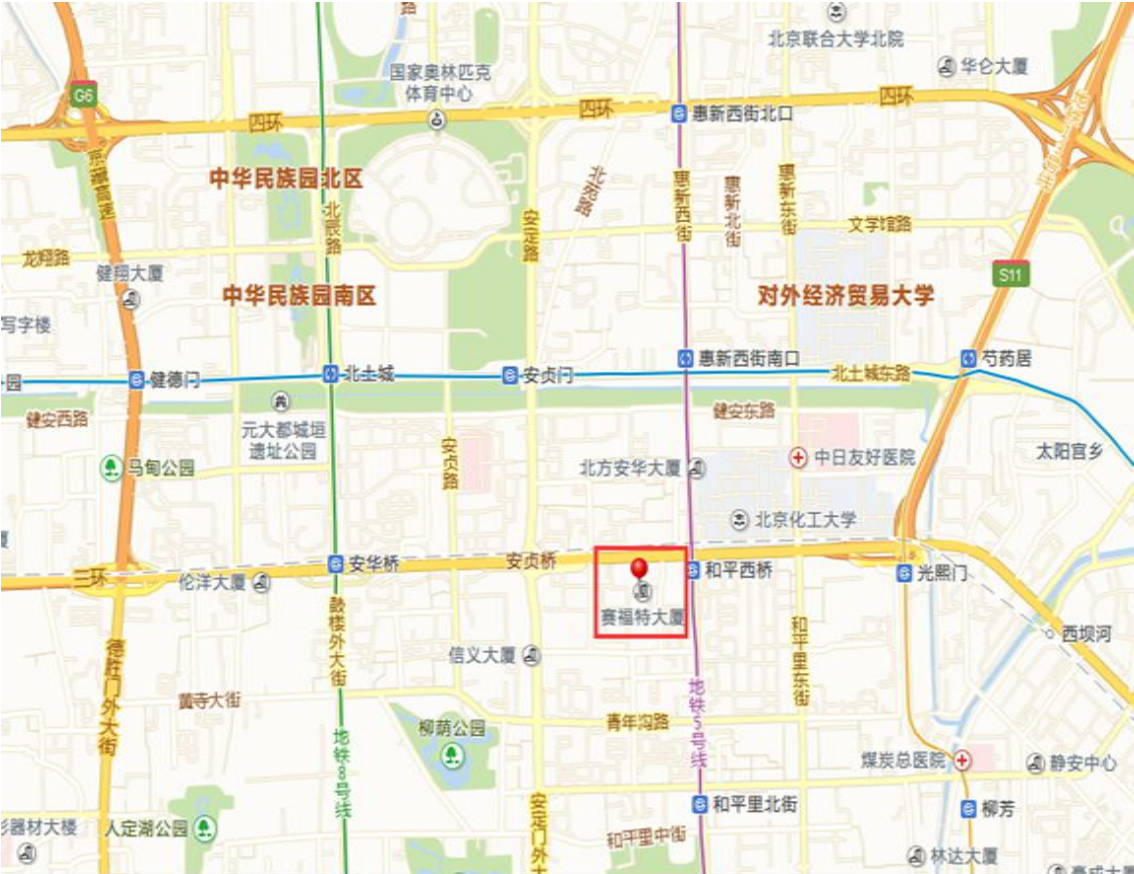 路
北京联合大学北院
国家奥林匹克
体育中心
华仑大厦
G6
四环
四环
四环
惠新西街北口
京藏高速
中华民族园北区
北辰路
北苑路
安定路
惠新西街
惠新北街
惠新东街
文学馆路
龙翔路
健翔大厦
中华民族园南区
对外经济贸易大学
S11
写字楼
惠新西街南口
芍药居
公园
健德门
北土城
安贞门
北土城东路
健安西路
健安东路
元大都城垣
遗址公园
安贞路
太阳宫乡
马甸公园
北方安华大厦
中日友好医院
北京化工大学
厦
三环
伦洋大厦
安华桥
安贞桥
和平西桥
光熙门
赛福特大厦
鼓楼外大街
和平里东街
西坝河
德胜门外大街
信义大厦
黄寺大街
地铁5号线
青年沟路
柳荫公园
地铁8号线
煤炭总医院
静安中心
安定门外大
和平里北街
柳芳
影器材大楼
人定湖公园
和平里中街
林达大厦